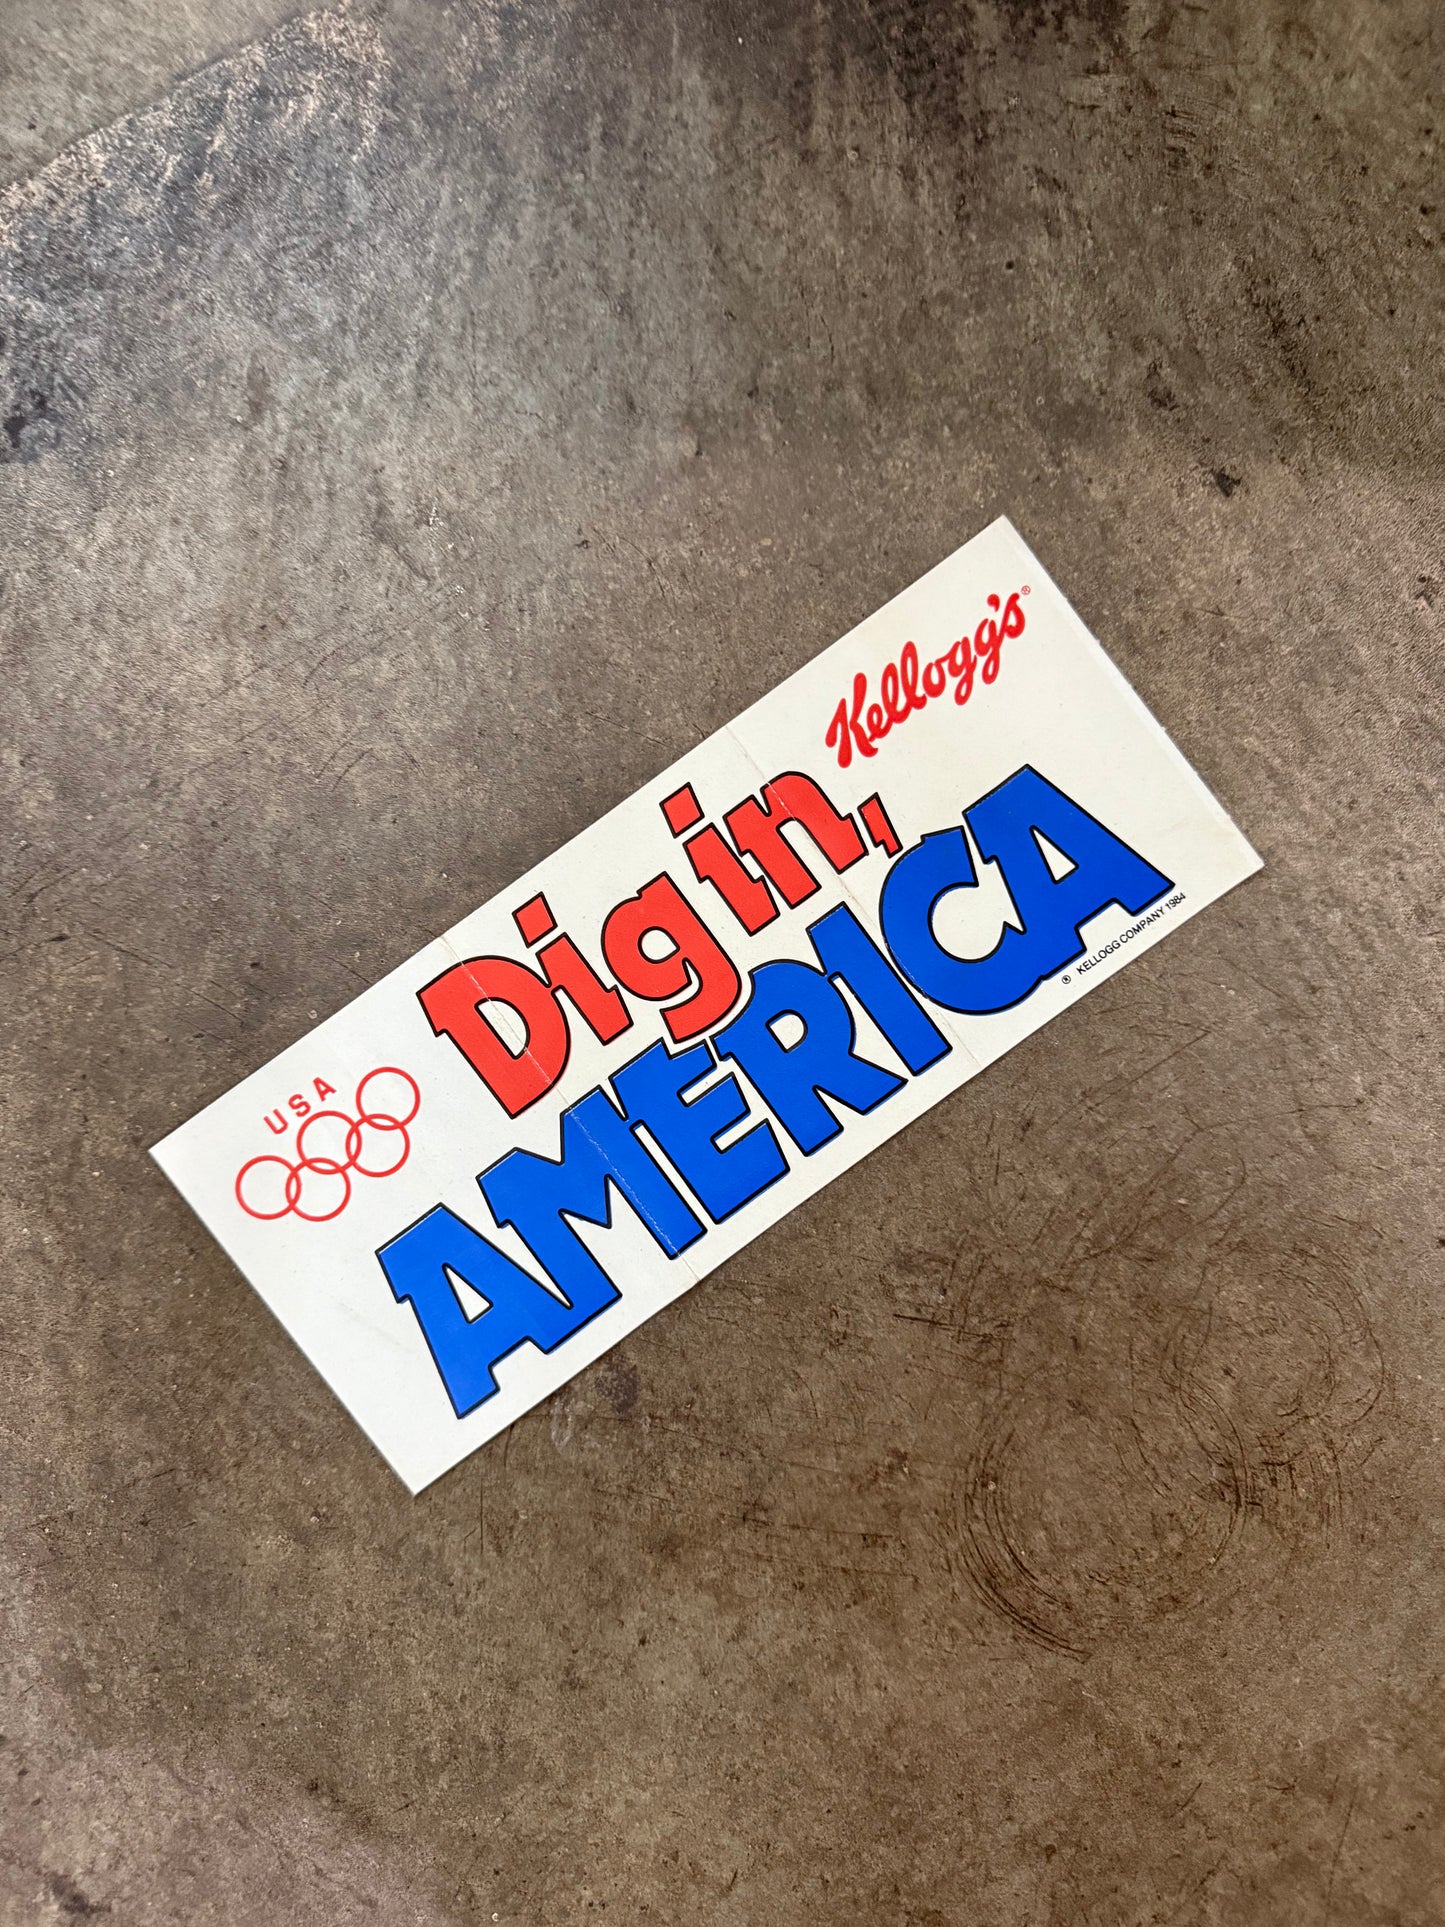 Kellogg's®
USA
Dig in,
AMERICA
® KELLOGG COMPANY 1984